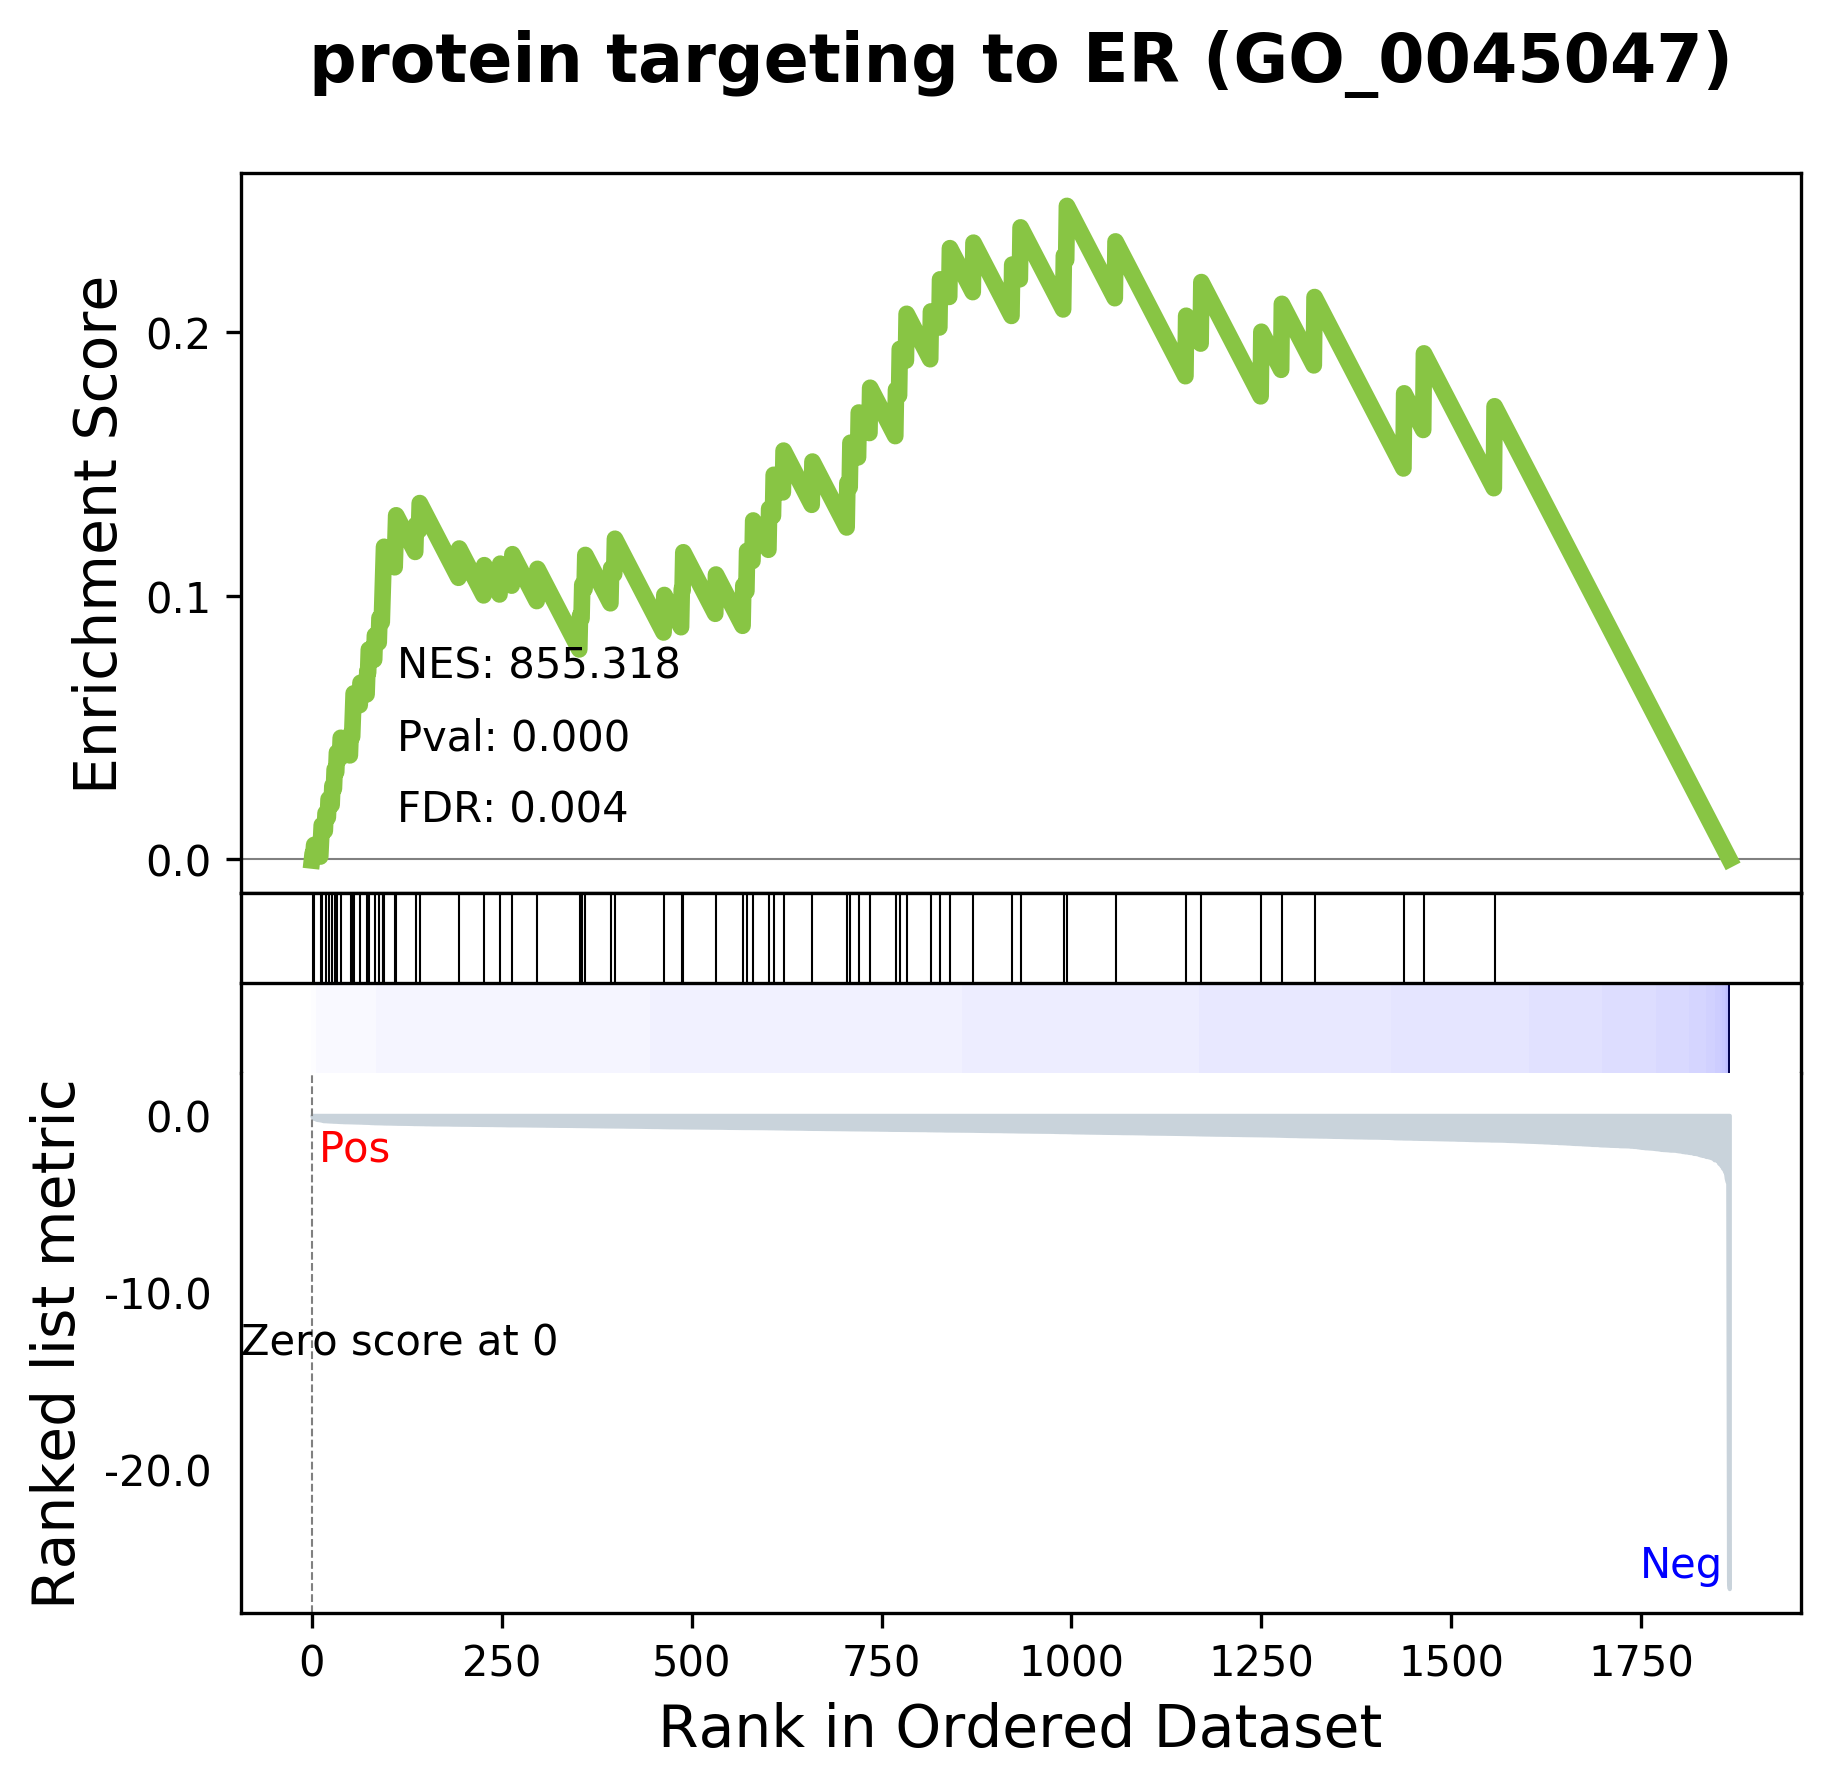 protein targeting to ER (GO_0045047)
Enrichment Score
0.2
0.1
0.0
NES: 855.318
Pval: 0.000
FDR: 0.004
Ranked list metric
0.0
-10.0
-20.0
Pos
Zero score at 0
Neg
0 250 500 750 1000 1250 1500 1750
Rank in Ordered Dataset